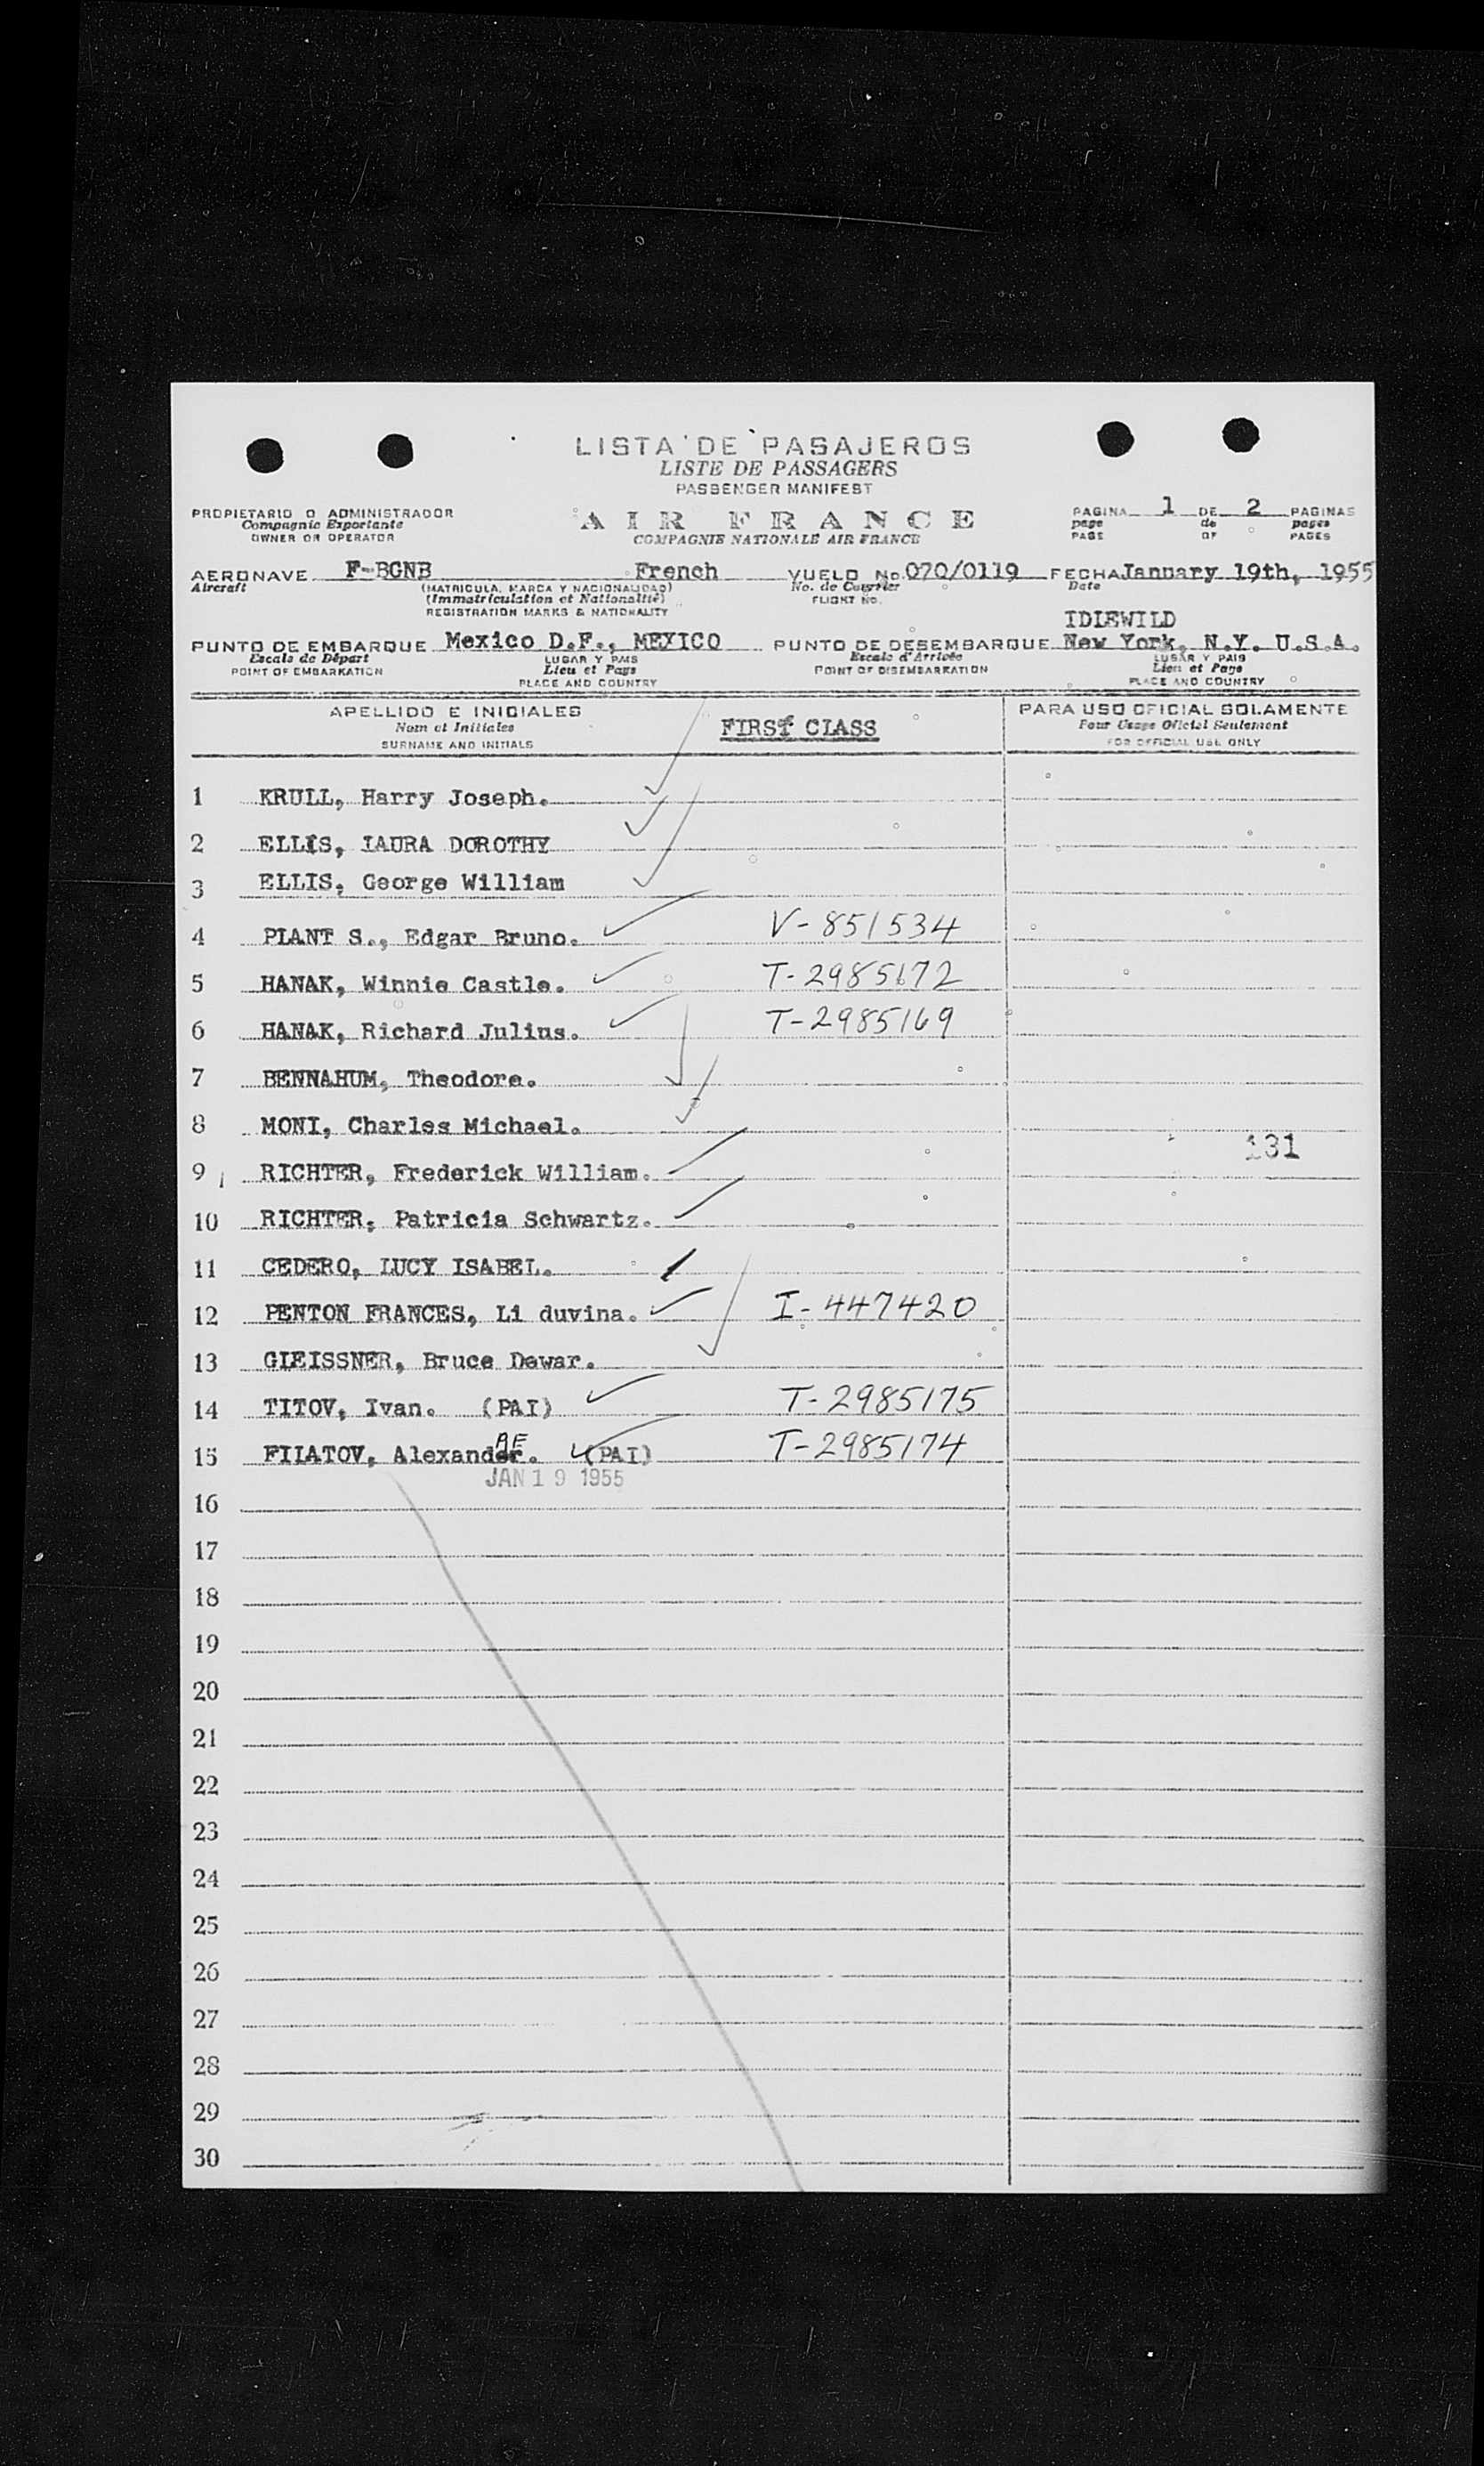 LISTA DE PASAJEROS
LISTE DE PASSAGERS
PASSENGER MANIFEST
PROPIETARIO O ADMINISTRADOR
Compagnie Exportante
OWNER OR OPERATOR
AIR FRANCE
COMPAGNIE NATIONALE AIR FRANCE
PAGINA 1 DE 2 PAGINAS
page de pages
PAGE OF PAGES
AERONAVE F-BGNB French VUELO No. 070/0119 FECHA January 19th, 1955
Aircraft (MATRICULA, MARCA Y NACIONALIDAD) No. de Courrier Date
(Immatriculation et Nationalité) FLIGHT No.
REGISTRATION MARKS & NATIONALITY
IDLEWILD
PUNTO DE EMBARQUE Mexico D.F., MEXICO PUNTO DE DESEMBARQUE New York, N.Y. U.S.A.
Escale de Départ LUGAR Y PAIS Escale d'Arrivée LUGAR Y PAIS
POINT OF EMBARKATION Lieu et Pays POINT OF DISEMBARKATION Lieu et Pays
PLACE AND COUNTRY PLACE AND COUNTRY
APELLIDO E INICIALES
Nom et Initiales
SURNAME AND INITIALS
FIRST CLASS
PARA USO OFICIAL SOLAMENTE
Pour Usage Officiel Seulement
FOR OFFICIAL USE ONLY
1 KRULL, Harry Joseph.
2 ELLIS, LAURA DOROTHY
3 ELLIS, George William
4 PLANT S., Edgar Bruno. V-851534
5 HANAK, Winnie Castle. T-2985172
6 HANAK, Richard Julius. T-2985169
7 BENNAHUM, Theodore.
8 MONI, Charles Michael.
131
9 RICHTER, Frederick William.
10 RICHTER, Patricia Schwartz.
11 CEDERO, LUCY ISABEL.
12 PENTON FRANCES, Li duvina. I-447420
13 GLEISSNER, Bruce Dewar.
14 TITOV, Ivan. (PAI) T-2985175
15 FILATOV, Alexander. (PAI) T-2985174
AF
JAN 19 1955
16
17
18
19
20
21
22
23
24
25
26
27
28
29
30